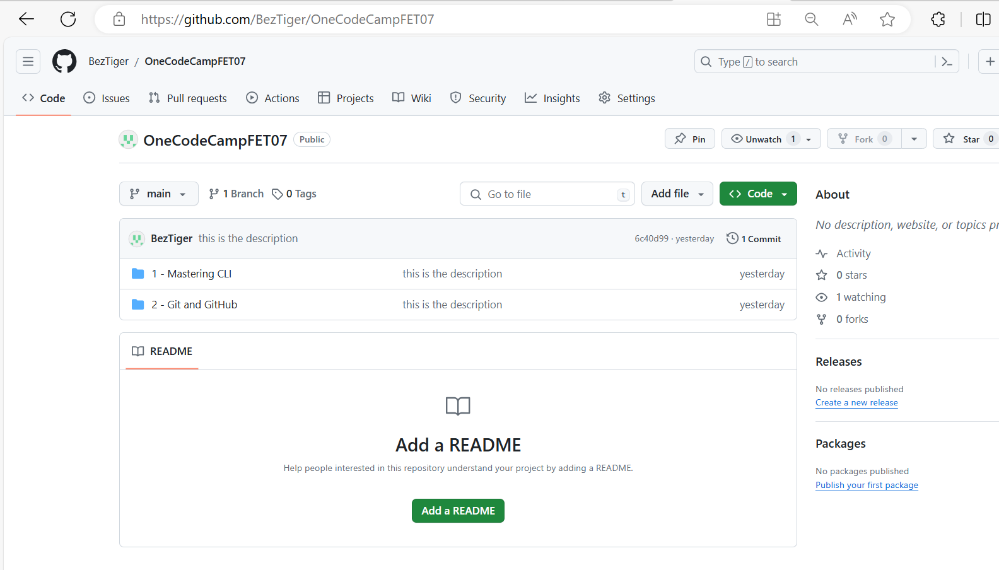 https://github.com/BezTiger/OneCodeCampFET07
BezTiger / OneCodeCampFET07
Type / to search
Code Issues Pull requests Actions Projects Wiki Security Insights Settings
OneCodeCampFET07 Public
Pin Unwatch 1 Fork 0 Star 0
main 1 Branch 0 Tags Go to file t Add file Code
BezTiger this is the description 6c40d99 · yesterday 1 Commit
1 - Mastering CLI this is the description yesterday
2 - Git and GitHub this is the description yesterday
README
Add a README
Help people interested in this repository understand your project by adding a README.
Add a README
About
No description, website, or topics
Activity
0 stars
1 watching
0 forks
Releases
No releases published
Create a new release
Packages
No packages published
Publish your first package